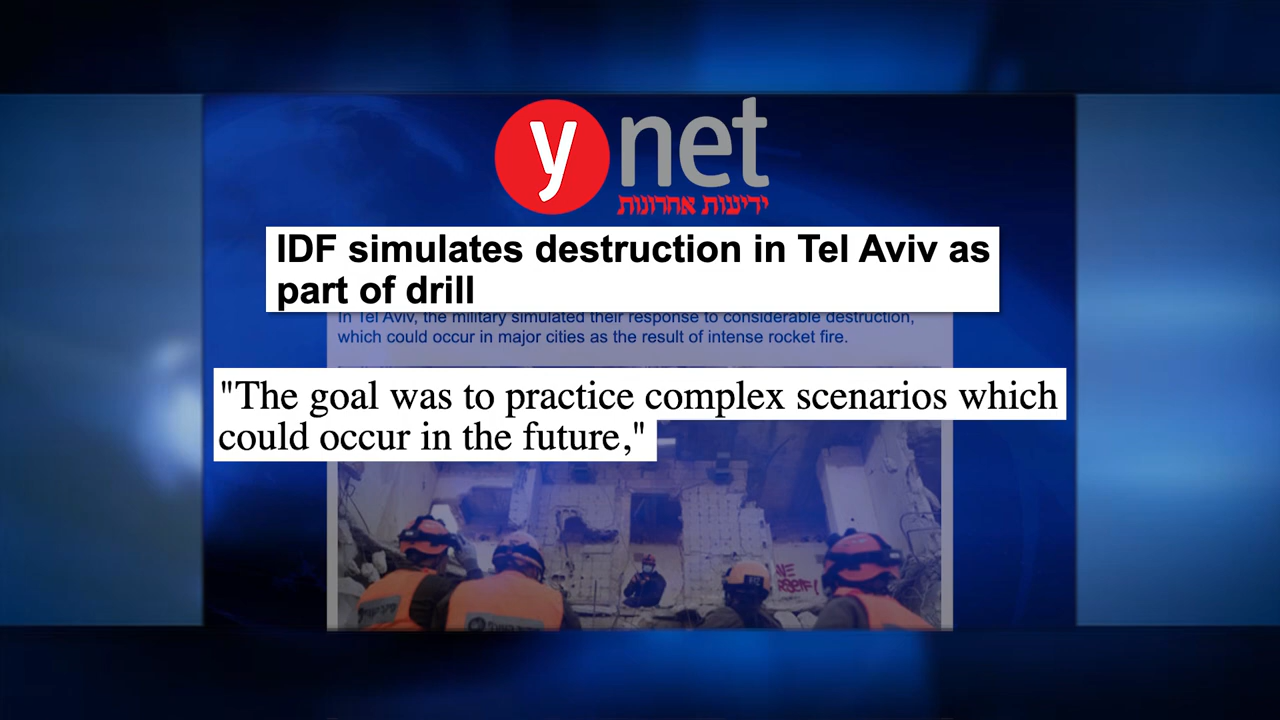 ynet
ידיעות אחרונות
IDF simulates destruction in Tel Aviv as
part of drill
In Tel Aviv, the military simulated their response to considerable destruction,
which could occur in major cities as the result of intense rocket fire.
"The goal was to practice complex scenarios which
could occur in the future,"